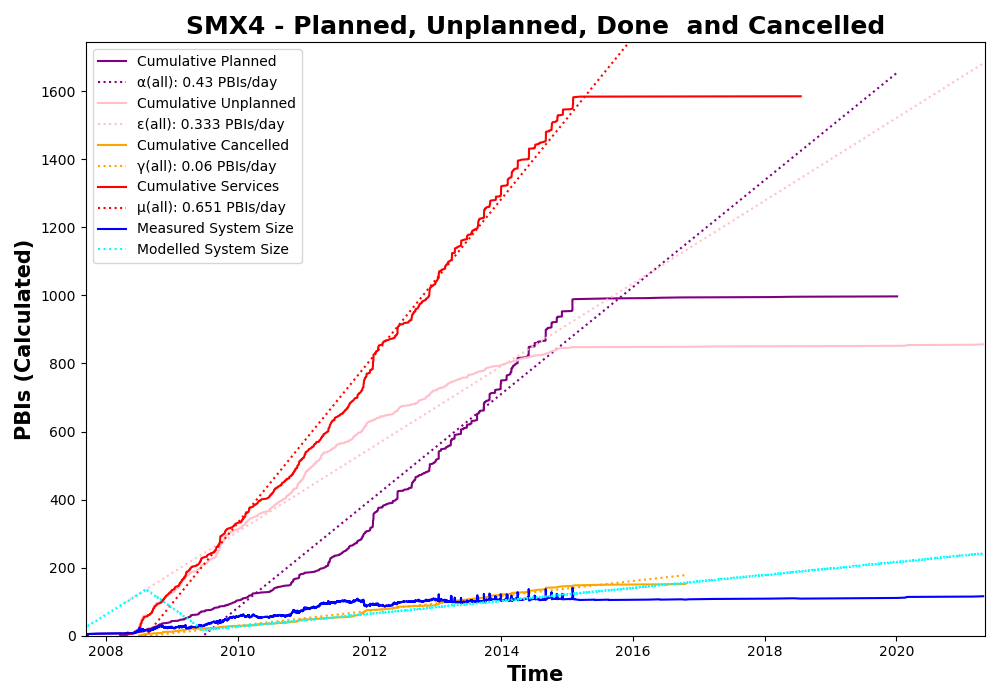 SMX4 - Planned, Unplanned, Done  and Cancelled
PBIs (Calculated)
1600
1400
1200
1000
800
600
400
200
0
Cumulative Planned
α(all): 0.43 PBIs/day
Cumulative Unplanned
ε(all): 0.333 PBIs/day
Cumulative Cancelled
γ(all): 0.06 PBIs/day
Cumulative Services
μ(all): 0.651 PBIs/day
Measured System Size
Modelled System Size
2008 2010 2012 2014 2016 2018 2020
Time